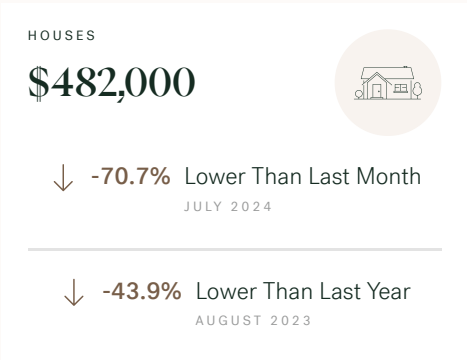 HOUSES
$482,000
-70.7% Lower Than Last Month
JULY 2024
-43.9% Lower Than Last Year
AUGUST 2023